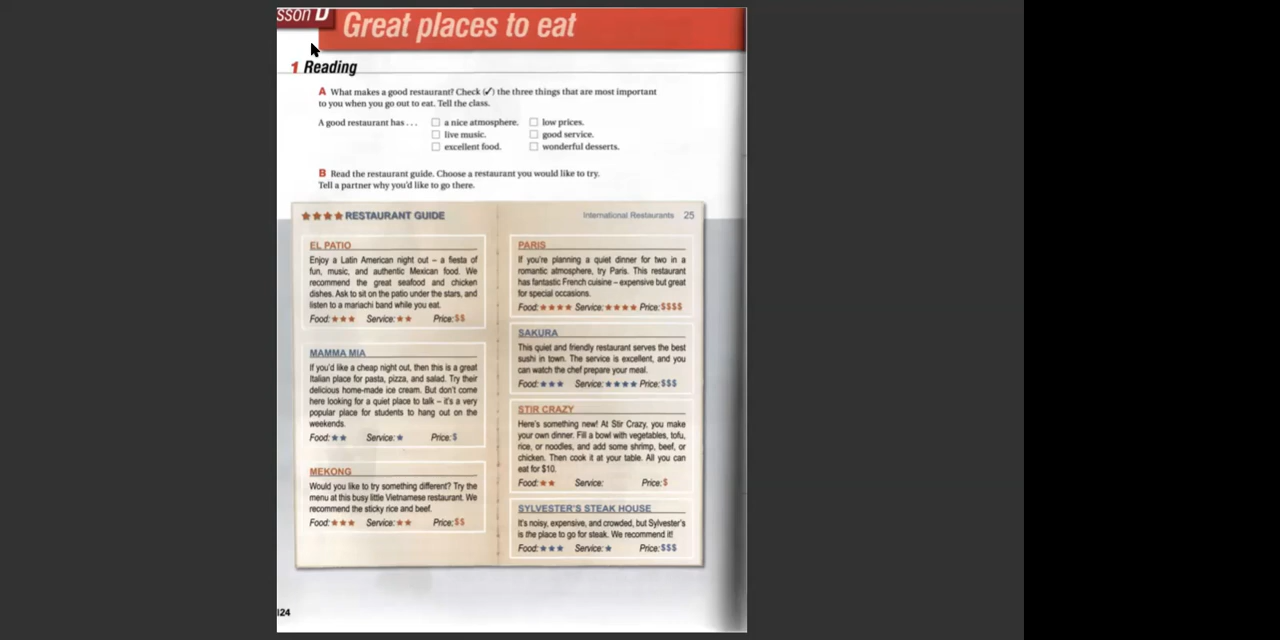 sson D
Great places to eat
1 Reading
A What makes a good restaurant? Check (✓) the three things that are most important
to you when you go out to eat. Tell the class.
A good restaurant has . . . ☐ a nice atmosphere. ☐ low prices.
☐ live music. ☐ good service.
☐ excellent food. ☐ wonderful desserts.
B Read the restaurant guide. Choose a restaurant you would like to try.
Tell a partner why you'd like to go there.
★★★★ RESTAURANT GUIDE
EL PATIO
Enjoy a Latin American night out – a fiesta of
fun, music, and authentic Mexican food. We
recommend the great seafood and chicken
dishes. Ask to sit on the patio under the stars, and
listen to a mariachi band while you eat.
Food: ★★★ Service: ★★ Price: $$
MAMMA MIA
If you'd like a cheap night out, then this is a great
Italian place for pasta, pizza, and salad. Try their
delicious home-made ice cream. But don't come
here looking for a quiet place to talk – it's a very
popular place for students to hang out on the
weekends.
Food: ★★ Service: ★ Price: $
MEKONG
Would you like to try something different? Try the
menu at this busy little Vietnamese restaurant. We
recommend the sticky rice and beef.
Food: ★★★ Service: ★★ Price: $$
International Restaurants 25
PARIS
If you're planning a quiet dinner for two in a
romantic atmosphere, try Paris. This restaurant
has fantastic French cuisine – expensive but great
for special occasions.
Food: ★★★★ Service: ★★★★ Price: $$$$
SAKURA
This quiet and friendly restaurant serves the best
sushi in town. The service is excellent, and you
can watch the chef prepare your meal.
Food: ★★★ Service: ★★★★ Price: $$$
STIR CRAZY
Here's something new! At Stir Crazy, you make
your own dinner. Fill a bowl with vegetables, tofu,
rice, or noodles, and add some shrimp, beef, or
chicken. Then cook it at your table. All you can
eat for $10.
Food: ★★ Service: Price: $
SYLVESTER'S STEAK HOUSE
It's noisy, expensive, and crowded, but Sylvester's
is the place to go for steak. We recommend it!
Food: ★★★ Service: ★ Price: $$$
124